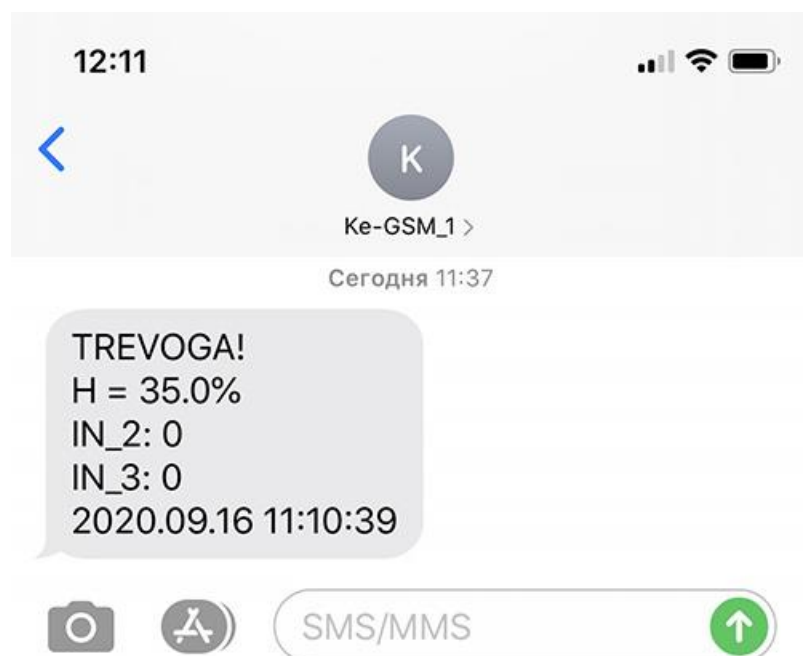 12:11
K
Ke-GSM_1
Сегодня 11:37
TREVOGA!
H = 35.0%
IN_2: 0
IN_3: 0
2020.09.16 11:10:39
SMS/MMS